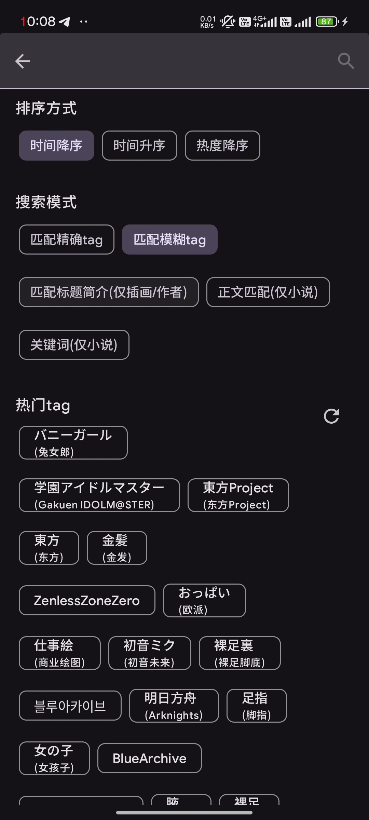 10:08
0.01
KB/s
4G+
87
排序方式
时间降序 时间升序 热度降序
搜索模式
匹配精确tag 匹配模糊tag
匹配标题简介(仅插画/作者) 正文匹配(仅小说)
关键词(仅小说)
热门tag
バニーガール
(兔女郎)
学園アイドルマスター
(Gakuen IDOLM@STER)
東方Project
(东方Project)
東方
(东方)
金髪
(金发)
ZenlessZoneZero
おっぱい
(欧派)
仕事絵
(商业绘图)
初音ミク
(初音未来)
裸足裏
(裸足脚底)
블루아카이브
明日方舟
(Arknights)
足指
(脚指)
女の子
(女孩子)
BlueArchive
腋
裸足